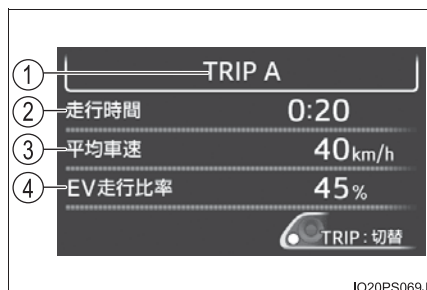 ① TRIP A
② 走行時間 0:20
③ 平均車速 40km/h
④ EV走行比率 45%
TRIP:切替
IO20PS069J